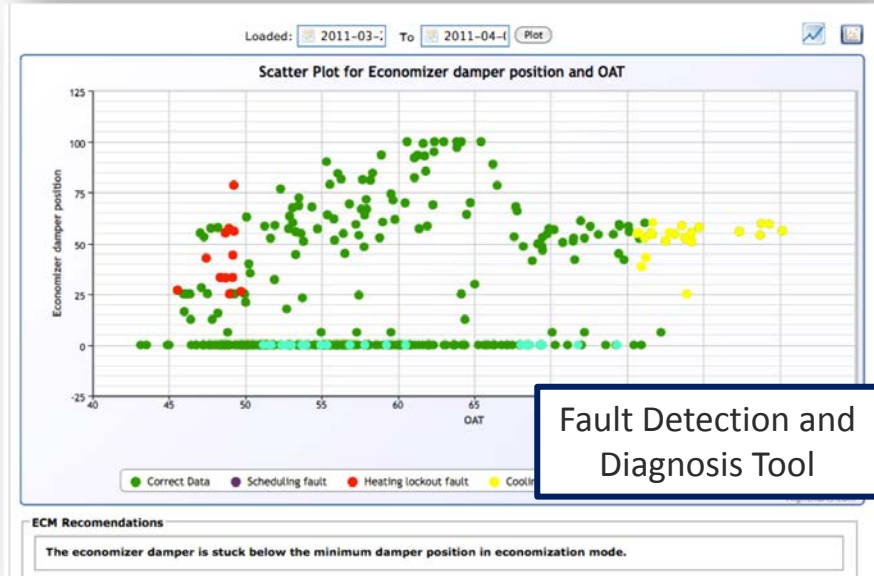 Loaded: 2011-03-2 To 2011-04-0 Plot
Scatter Plot for Economizer damper position and OAT
125
100
75
50
25
0
-25
Economizer damper position
40 45 50 55 60 65
OAT
Correct Data Scheduling fault Heating lockout fault
Fault Detection and
Diagnosis Tool
ECM Recomendations
The economizer damper is stuck below the minimum damper position in economization mode.